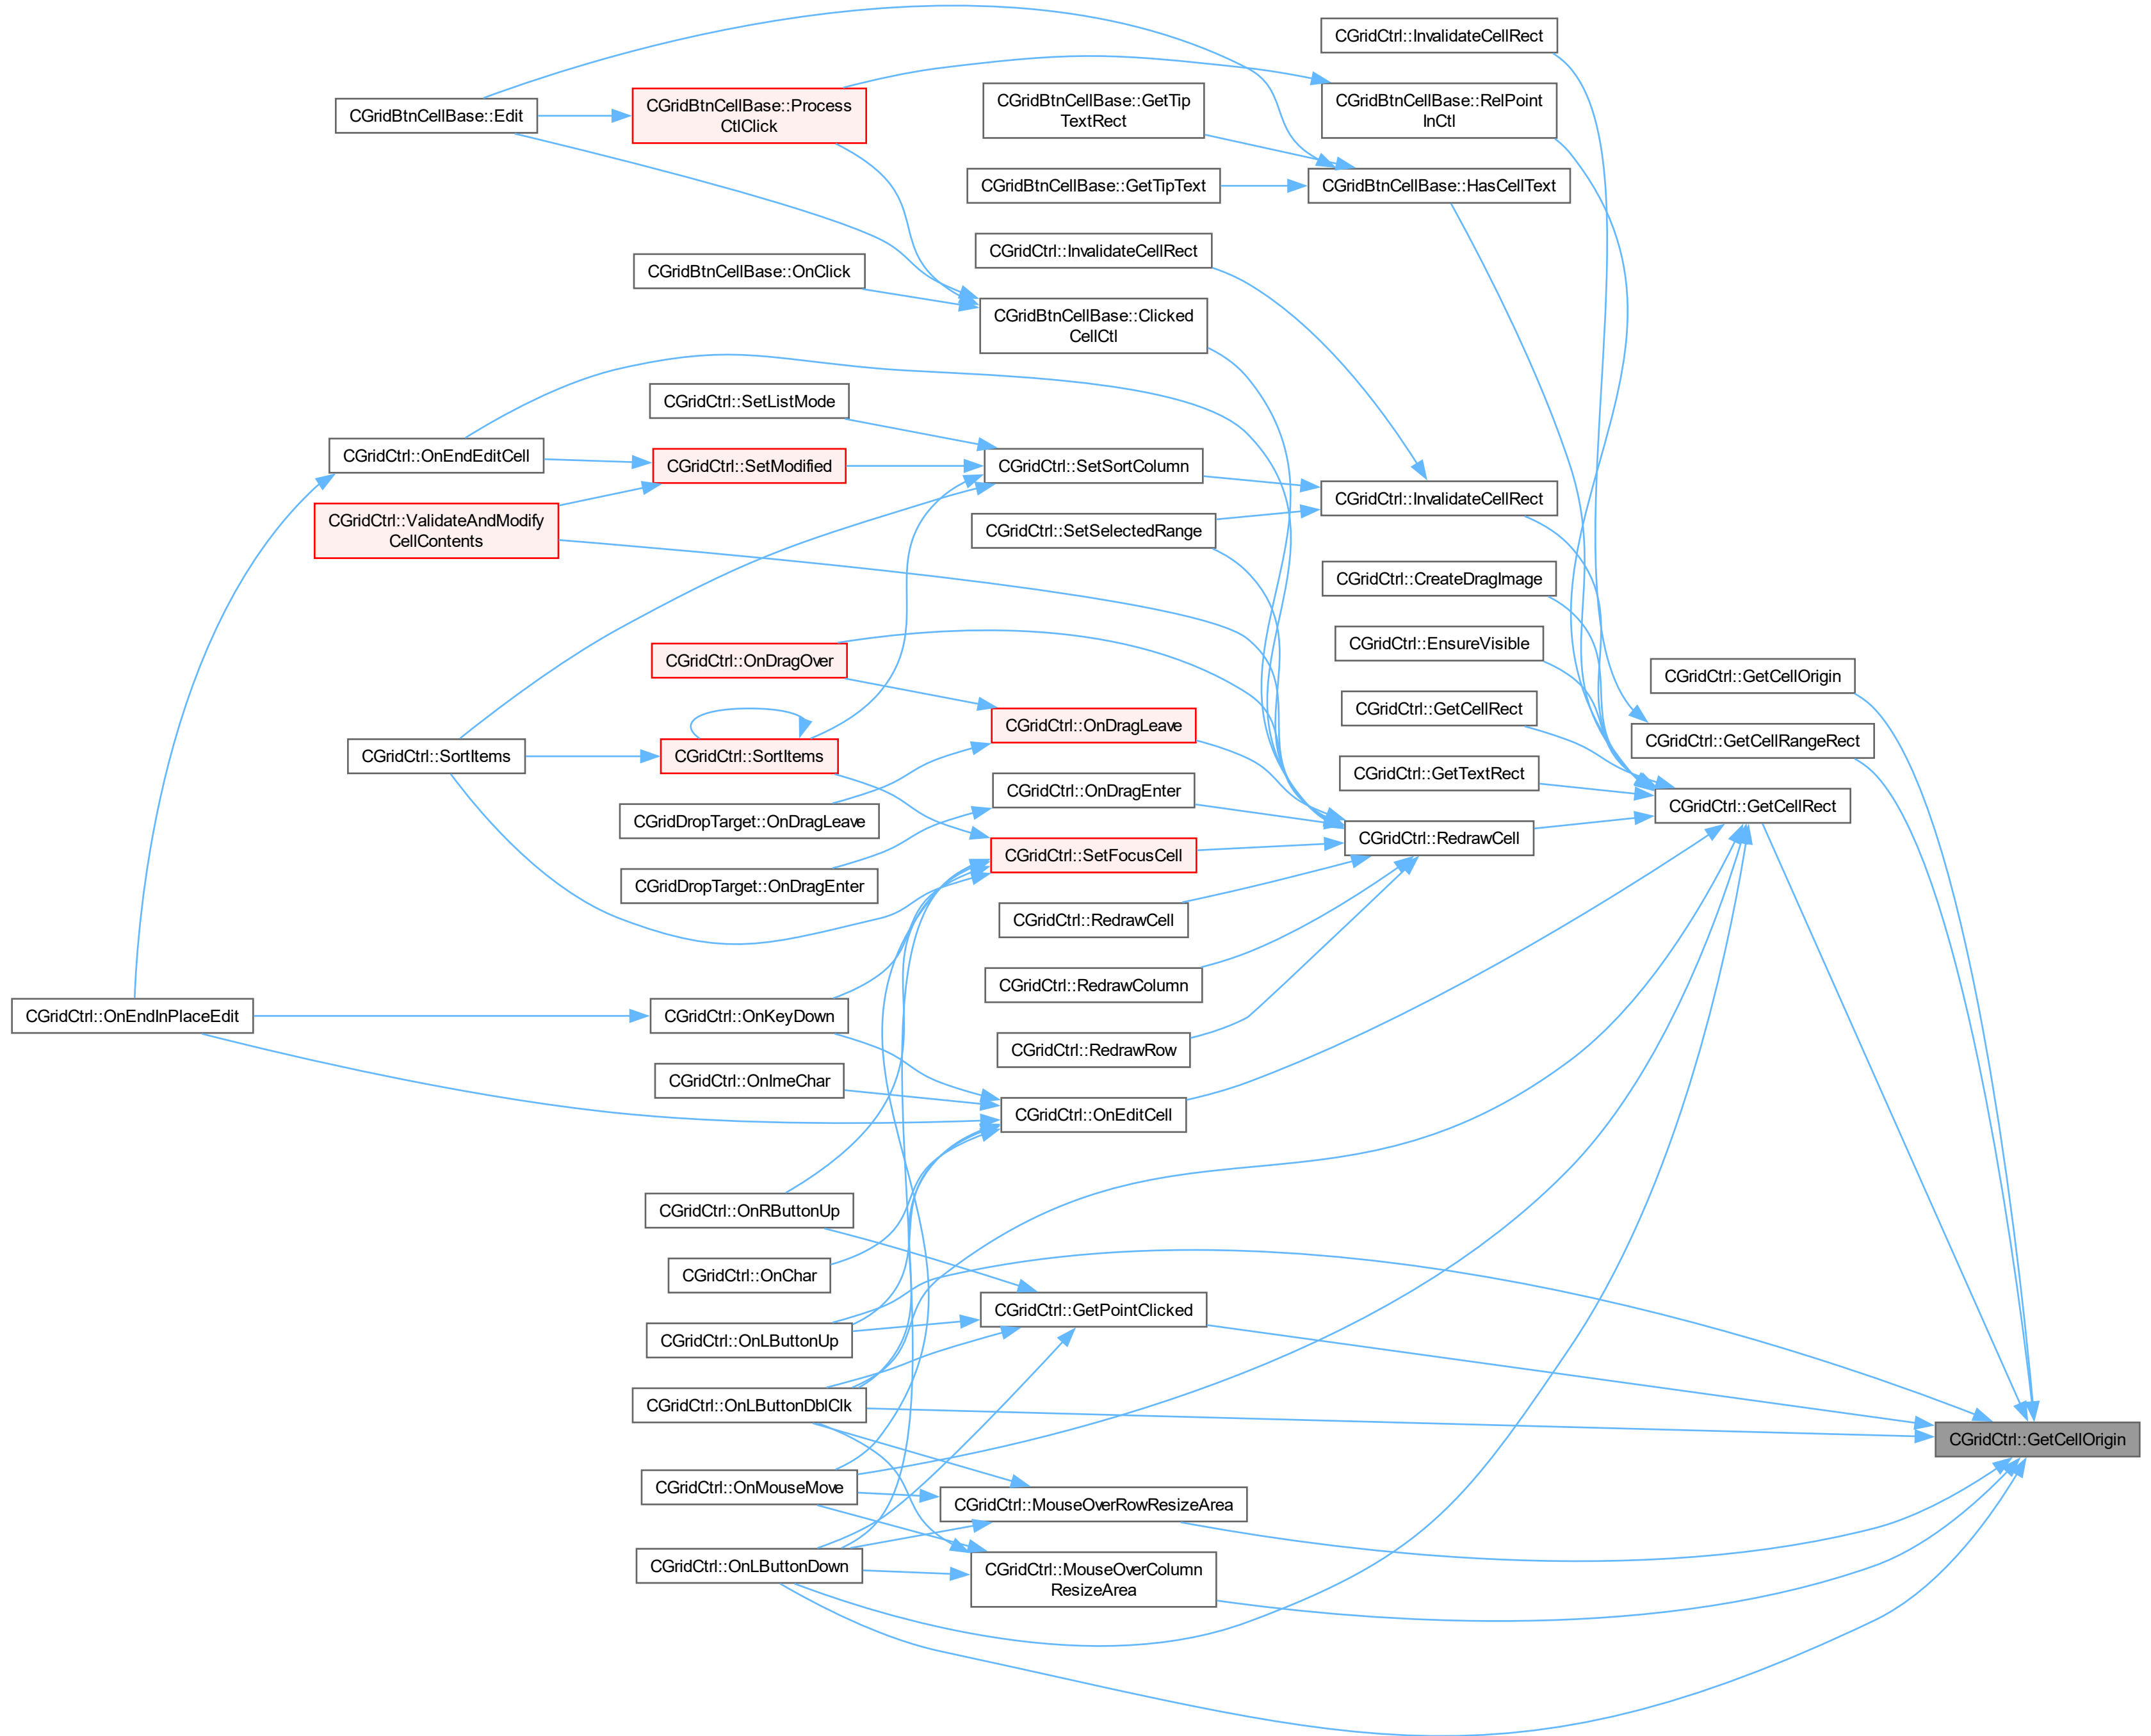 CGridCtrl::InvalidateCellRect
CGridBtnCellBase::Edit
CGridBtnCellBase::Process
CtlClick
CGridBtnCellBase::GetTip
TextRect
CGridBtnCellBase::RelPoint
InCtl
CGridBtnCellBase::GetTipText
CGridBtnCellBase::HasCellText
CGridCtrl::InvalidateCellRect
CGridBtnCellBase::OnClick
CGridBtnCellBase::Clicked
CellCtl
CGridCtrl::SetListMode
CGridCtrl::OnEndEditCell
CGridCtrl::SetModified
CGridCtrl::SetSortColumn
CGridCtrl::InvalidateCellRect
CGridCtrl::ValidateAndModify
CellContents
CGridCtrl::SetSelectedRange
CGridCtrl::CreateDragImage
CGridCtrl::EnsureVisible
CGridCtrl::OnDragOver
CGridCtrl::GetCellOrigin
CGridCtrl::GetCellRect
CGridCtrl::OnDragLeave
CGridCtrl::GetCellRangeRect
CGridCtrl::SortItems
CGridCtrl::SortItems
CGridCtrl::GetTextRect
CGridCtrl::OnDragEnter
CGridCtrl::GetCellRect
CGridDropTarget::OnDragLeave
CGridCtrl::RedrawCell
CGridCtrl::SetFocusCell
CGridDropTarget::OnDragEnter
CGridCtrl::RedrawCell
CGridCtrl::RedrawColumn
CGridCtrl::OnEndInPlaceEdit
CGridCtrl::OnKeyDown
CGridCtrl::RedrawRow
CGridCtrl::OnImeChar
CGridCtrl::OnEditCell
CGridCtrl::OnRButtonUp
CGridCtrl::OnChar
CGridCtrl::GetPointClicked
CGridCtrl::OnLButtonUp
CGridCtrl::OnLButtonDblClk
CGridCtrl::GetCellOrigin
CGridCtrl::OnMouseMove
CGridCtrl::MouseOverRowResizeArea
CGridCtrl::OnLButtonDown
CGridCtrl::MouseOverColumn
ResizeArea